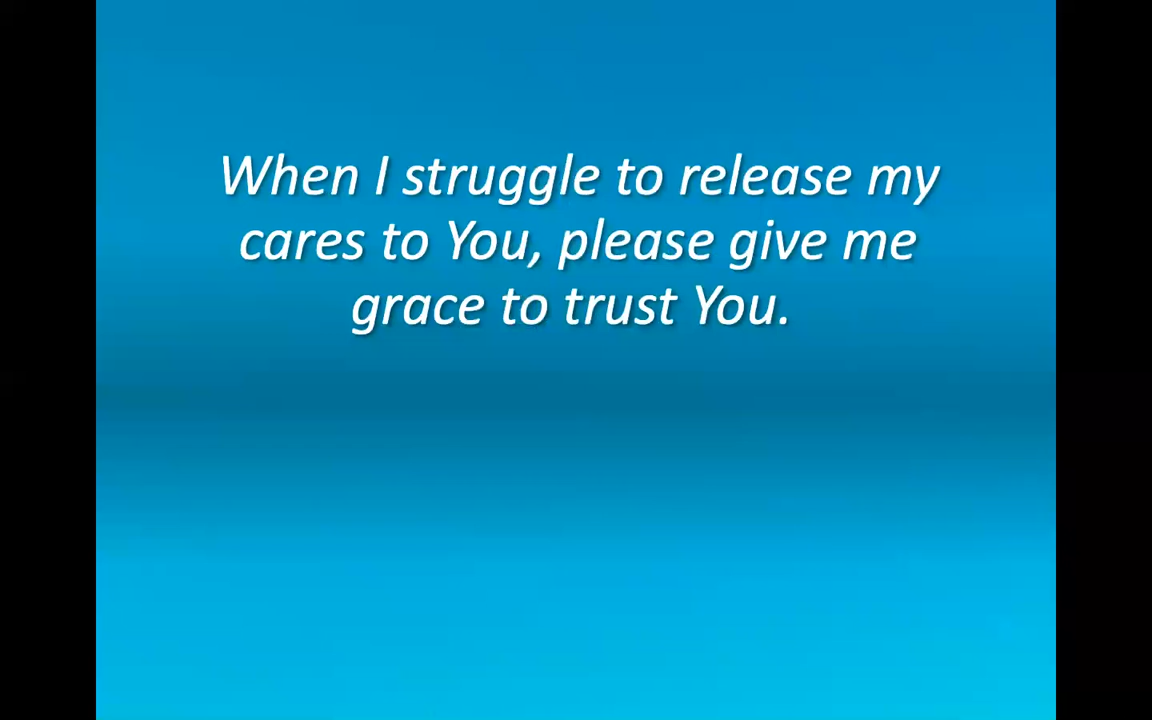 When I struggle to release my
cares to You, please give me
grace to trust You.